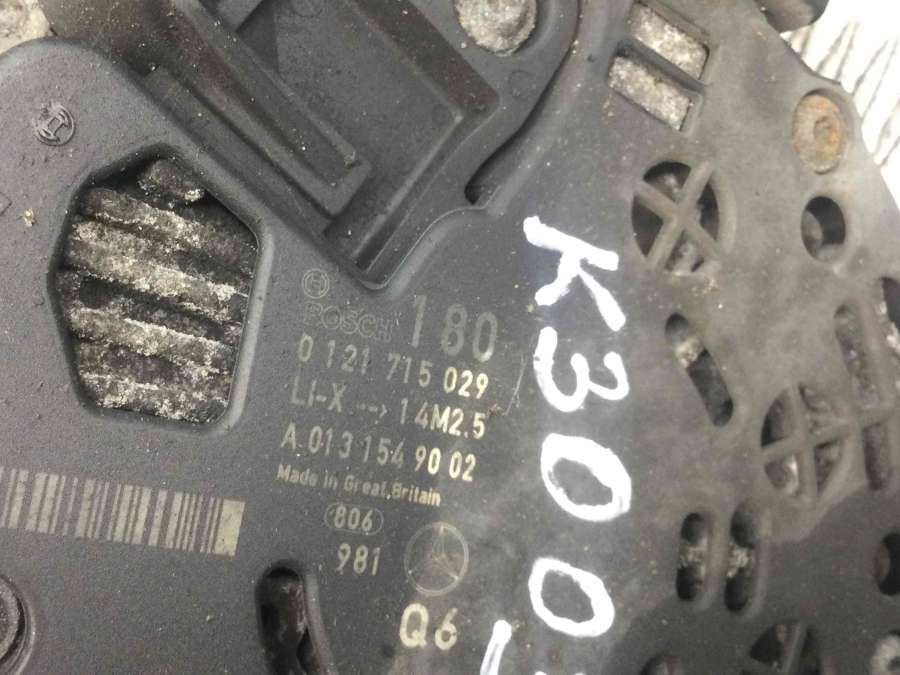 BOSCH 180
0 121 715 029
LI-X --> 14M2.5
A 013 154 90 02
Made in Great Britain
806
981
Q6
K300